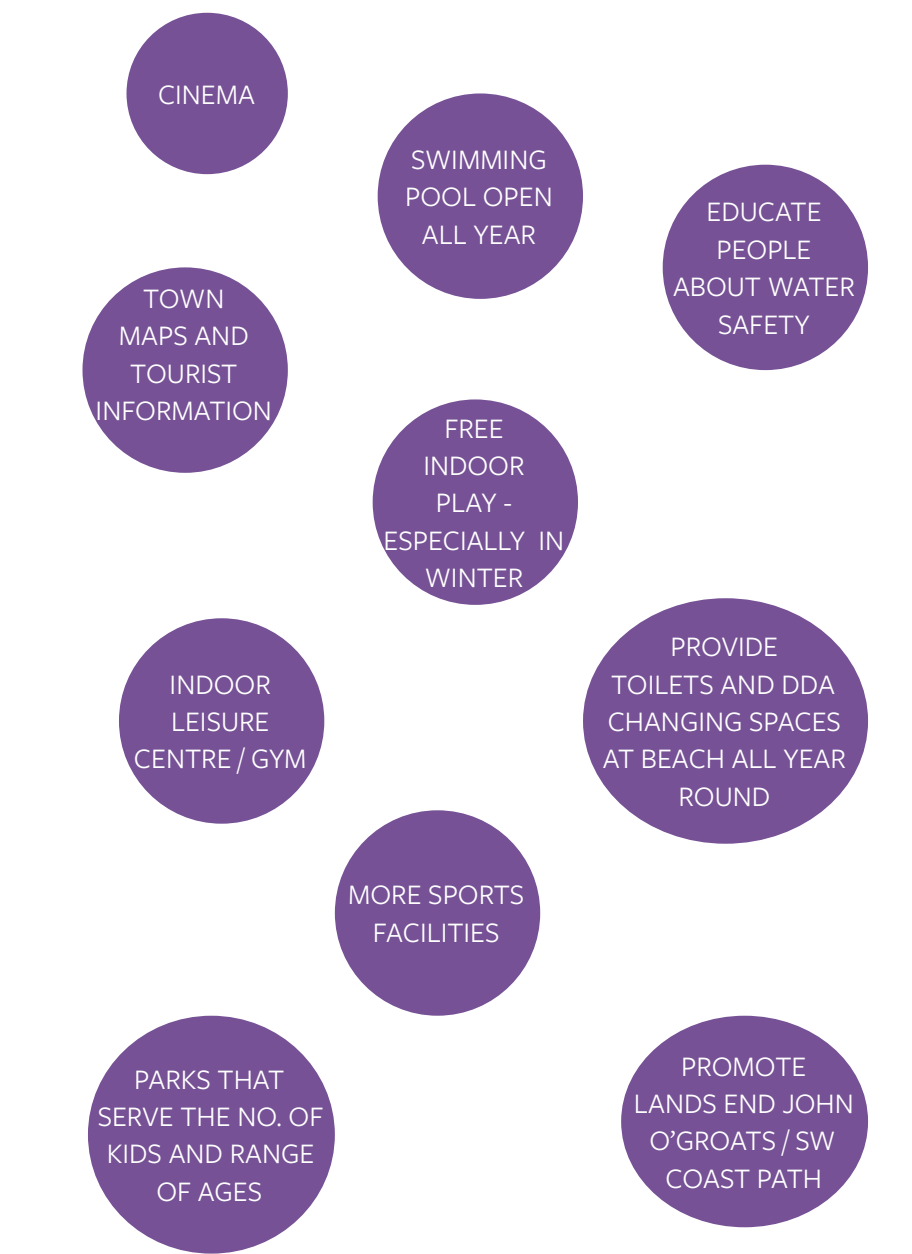 CINEMA
SWIMMING
POOL OPEN
ALL YEAR
EDUCATE
PEOPLE
ABOUT WATER
SAFETY
TOWN
MAPS AND
TOURIST
INFORMATION
FREE
INDOOR
PLAY -
ESPECIALLY  IN
WINTER
INDOOR
LEISURE
CENTRE / GYM
PROVIDE
TOILETS AND DDA
CHANGING SPACES
AT BEACH ALL YEAR
ROUND
MORE SPORTS
FACILITIES
PARKS THAT
SERVE THE NO. OF
KIDS AND RANGE
OF AGES
PROMOTE
LANDS END JOHN
O’GROATS / SW
COAST PATH